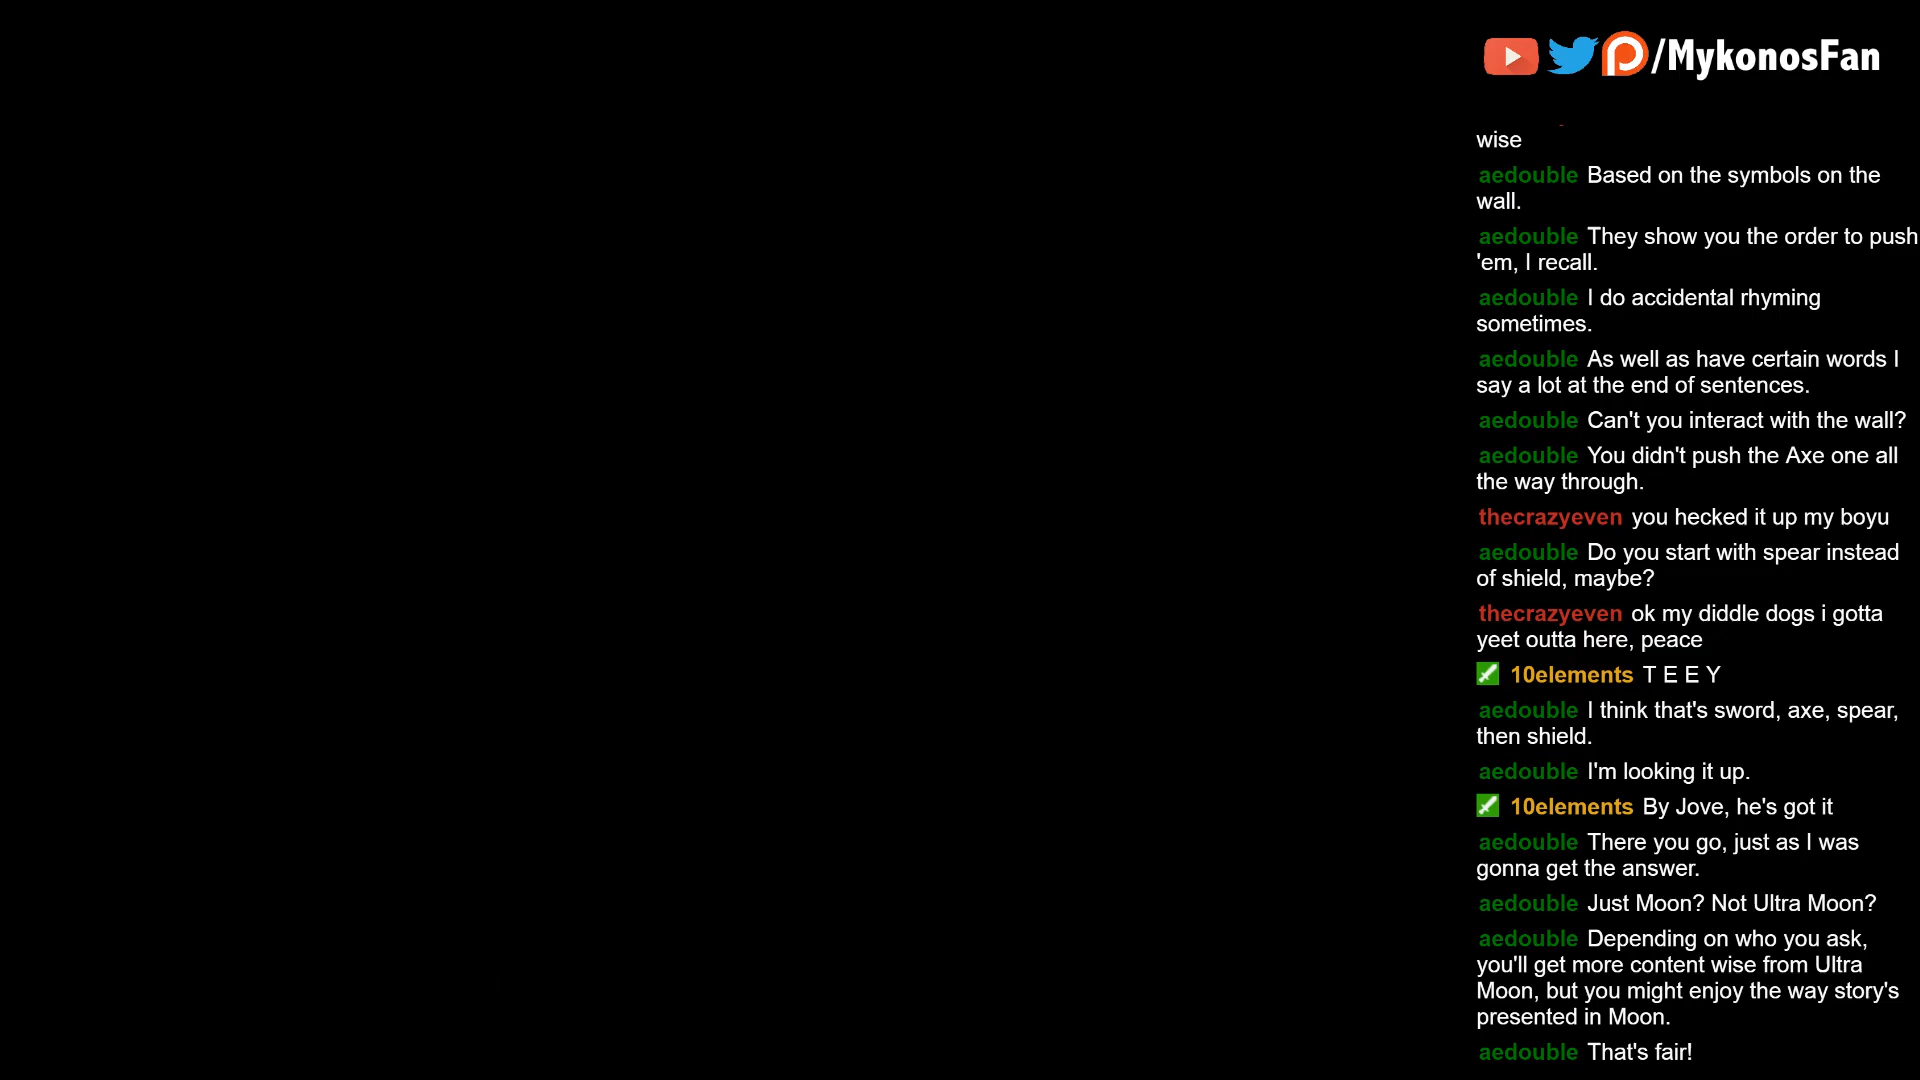 /MykonosFan
wise
aedouble Based on the symbols on the
wall.
aedouble They show you the order to push
'em, I recall.
aedouble I do accidental rhyming
sometimes.
aedouble As well as have certain words I
say a lot at the end of sentences.
aedouble Can't you interact with the wall?
aedouble You didn't push the Axe one all
the way through.
thecrazyeven you hecked it up my boyu
aedouble Do you start with spear instead
of shield, maybe?
thecrazyeven ok my diddle dogs i gotta
yeet outta here, peace
10elements T E E Y
aedouble I think that's sword, axe, spear,
then shield.
aedouble I'm looking it up.
10elements By Jove, he's got it
aedouble There you go, just as I was
gonna get the answer.
aedouble Just Moon? Not Ultra Moon?
aedouble Depending on who you ask,
you'll get more content wise from Ultra
Moon, but you might enjoy the way story's
presented in Moon.
aedouble That's fair!